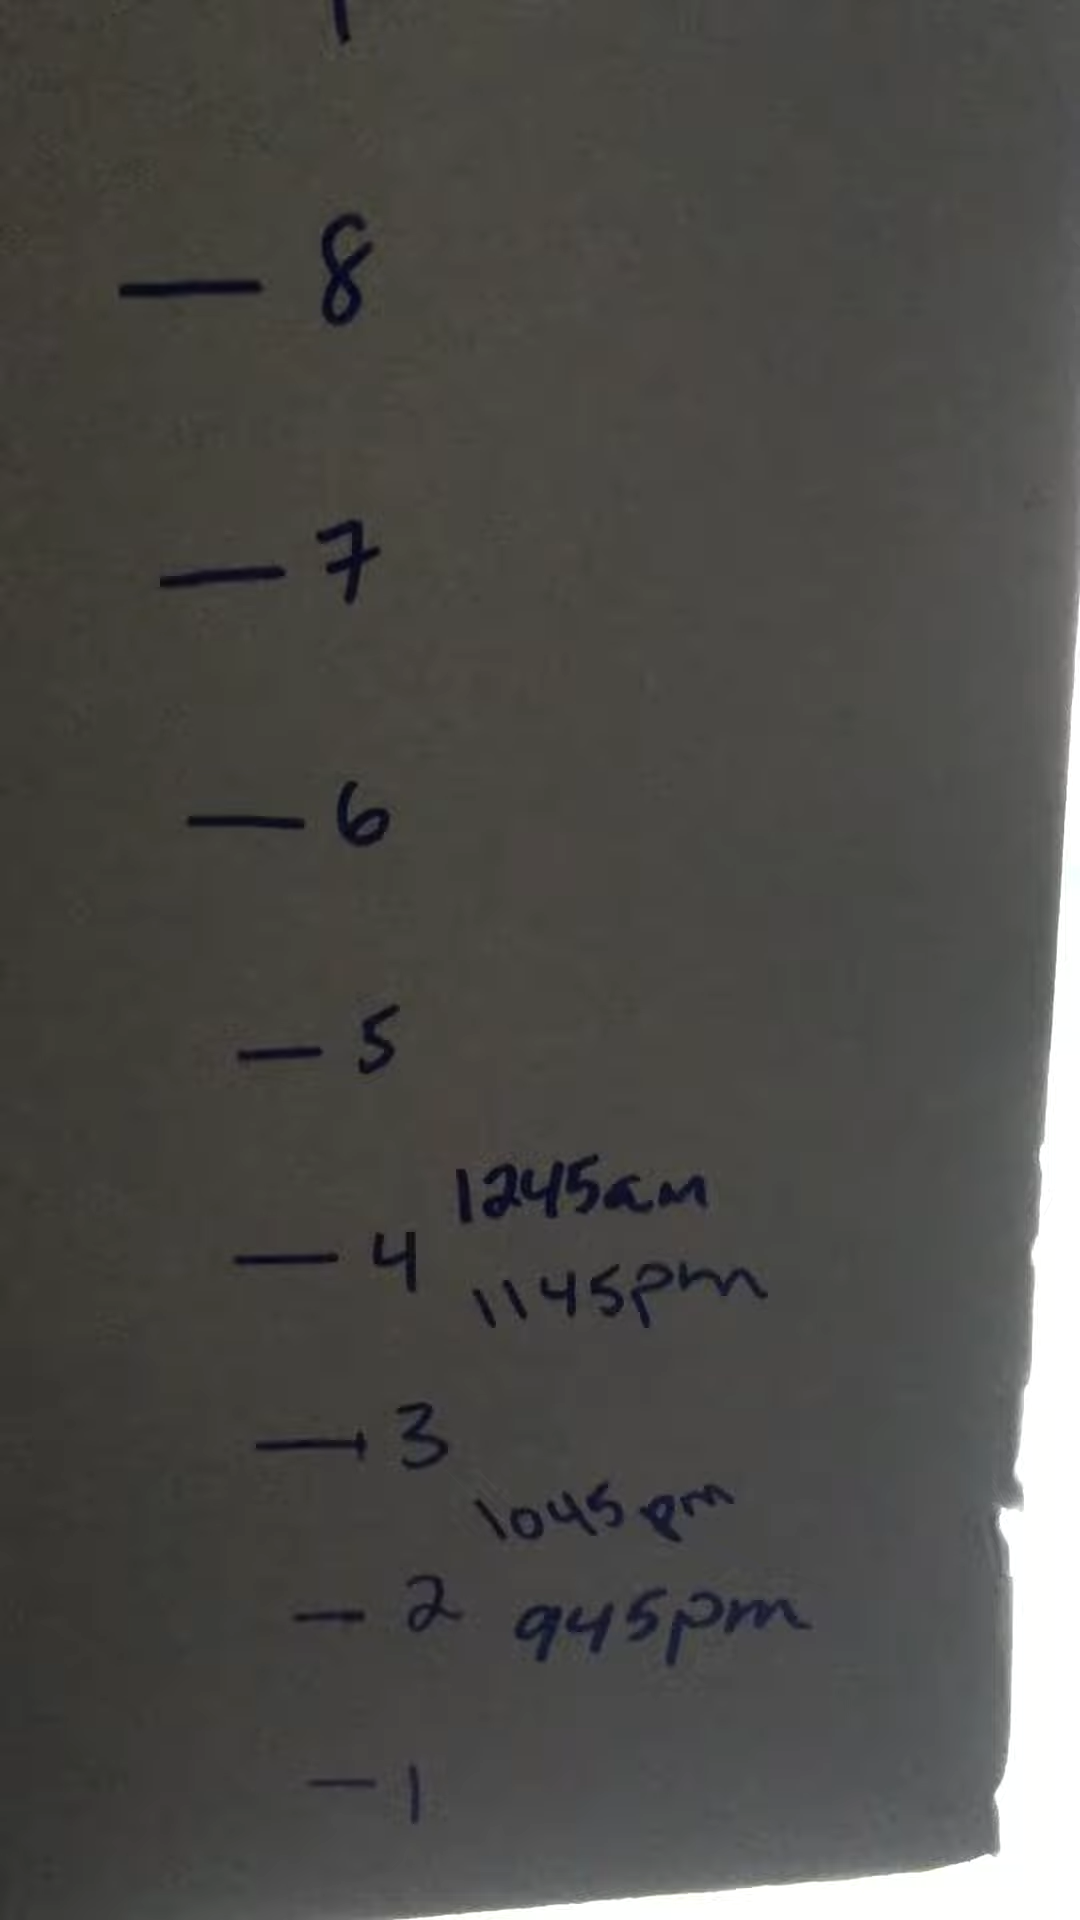 — 8
— 7
— 6
— 5
1245am
— 4
1145pm
— 3
1045pm
— 2 945pm
— 1